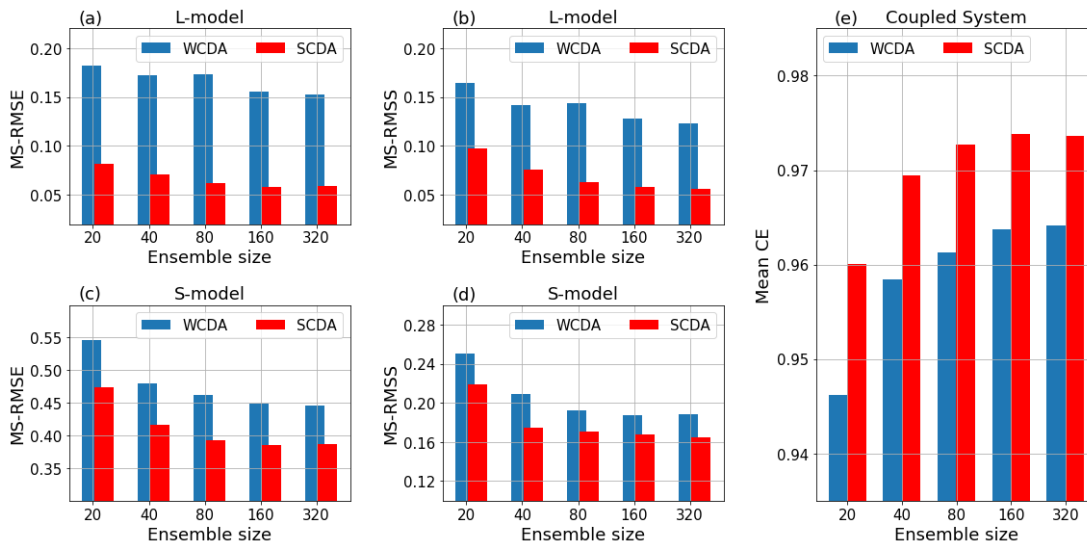 (a) L-model
WCDA SCDA
MS-RMSE
0.20
0.15
0.10
0.05
20 40 80 160 320
Ensemble size
(b) L-model
WCDA SCDA
MS-RMSS
0.20
0.15
0.10
0.05
20 40 80 160 320
Ensemble size
(c) S-model
WCDA SCDA
MS-RMSE
0.55
0.50
0.45
0.40
0.35
20 40 80 160 320
Ensemble size
(d) S-model
WCDA SCDA
MS-RMSS
0.28
0.24
0.20
0.16
0.12
20 40 80 160 320
Ensemble size
(e) Coupled System
WCDA SCDA
Mean CE
0.98
0.97
0.96
0.95
0.94
20 40 80 160 320
Ensemble size